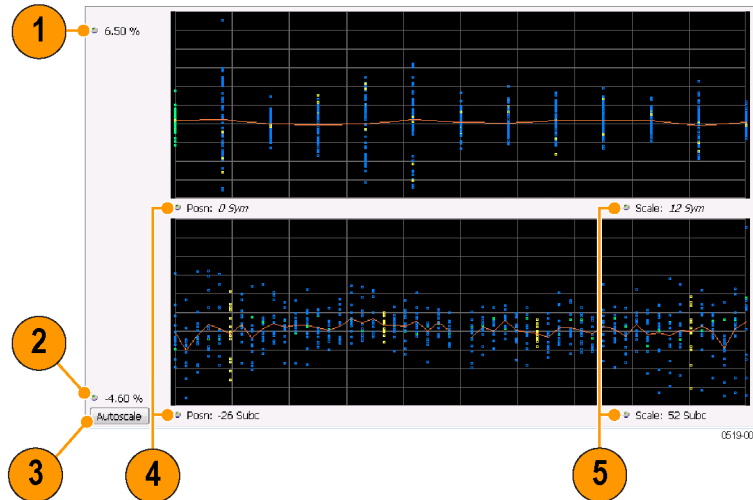 1
6.50 %
Posn: 0 Sym
Scale: 12 Sym
2
-4.60 %
Autoscale
Posn: -26 Subc
Scale: 52 Subc
0519-00
3
4
5